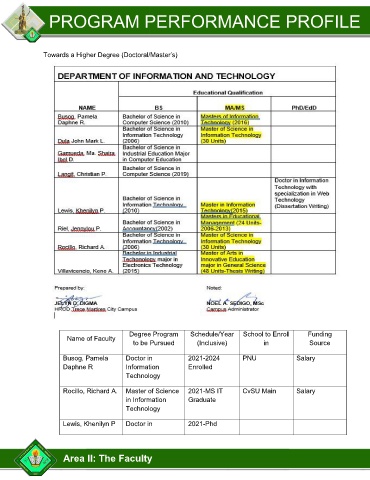 PROGRAM PERFORMANCE PROFILE
Towards a Higher Degree (Doctoral/Master's)
DEPARTMENT OF INFORMATION AND TECHNOLOGY
Educational Qualification
NAME BS MA/MS PhD/EdD
Busog, Pamela Daphne R. Bachelor of Science in Computer Science (2010) Masters of Information Technology (2016)
Dula John Mark L. Bachelor of Science in Information Technology (2006) Master of Science in Information Technology (30 Units)
Ma. Bachelor of Science in Industrial Education Major in Computer Education
Langit, Christian P. Bachelor of Science in Computer Science (2019)
Lewis, Khenilyn P. Bachelor of Science in Information Technology (2010) Master in Information Technology(2015) Doctor in Information Technology with specialization in Web Technology (Dissertation Writing)
Riel, Jennylou P. Bachelor of Science in Accountancy(2002) Masters in Educational Management (24 Units-2006-2013)
Rocillo, Richard A. Bachelor of Science in Information Technology (2006) Master of Science in Information Technology (30 Units)
Villavicencio, Kene A. Bachelor in Industrial Technology major in Electronics Technology (2015) Master of Arts in Innovative Education major in General Science (48 Units-Thesis Writing)
Prepared by: Noted:
DIGMA NOEL A. SEDIGO, MSc
HRDO Trece Martires City Campus Campus Administrator
Name of Faculty Degree Program to be Pursued Schedule/Year (Inclusive) School to Enroll in Funding Source
Busog, Pamela Daphne R Doctor in Information Technology 2021-2024 Enrolled PNU Salary
Rocillo, Richard A. Master of Science in Information Technology 2021-MS IT Graduate CvSU Main Salary
Lewis, Khenilyn P Doctor in 2021-Phd
Area II: The Faculty